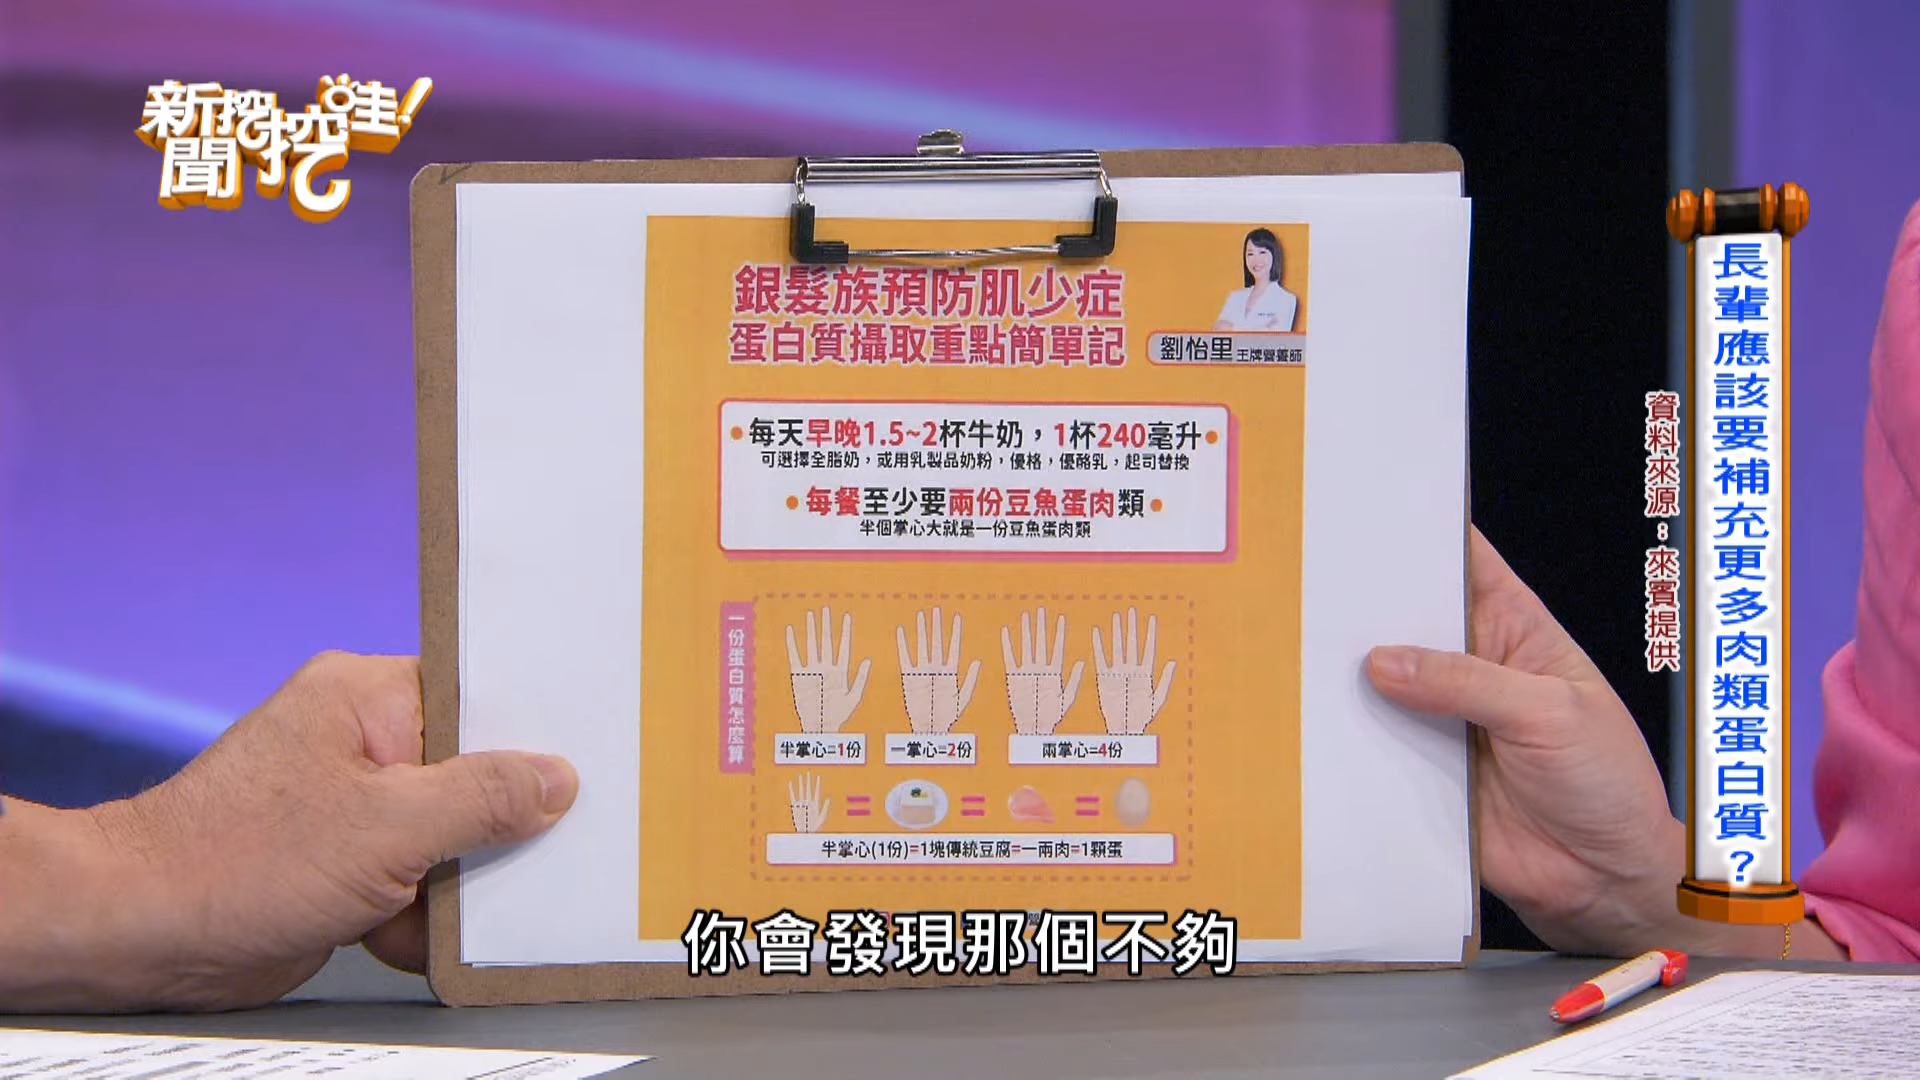 新聞挖挖哇!
銀髮族預防肌少症
蛋白質攝取重點簡單記
劉怡里 王牌營養師
每天早晚1.5~2杯牛奶，1杯240毫升
可選擇全脂奶，或用乳製品奶粉，優格，優酪乳，起司替換
每餐至少要兩份豆魚蛋肉類
半個掌心大就是一份豆魚蛋肉類
一份蛋白質怎麼算
半掌心=1份
一掌心=2份
兩掌心=4份
半掌心(1份)=1塊傳統豆腐=一兩肉=1顆蛋
長輩應該要補充更多肉類蛋白質?
資料來源:來賓提供
你會發現那個不夠